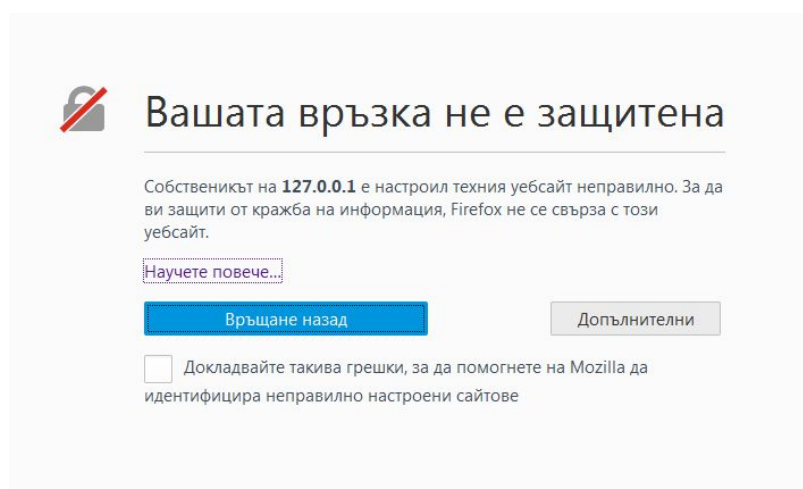 Вашата връзка не е защитена
Собственикът на 127.0.0.1 е настроил техния уебсайт неправилно. За да
ви защити от кражба на информация, Firefox не се свърза с този
уебсайт.
Научете повече...
Връщане назад
Допълнителни
Докладвайте такива грешки, за да помогнете на Mozilla да
идентифицира неправилно настроени сайтове